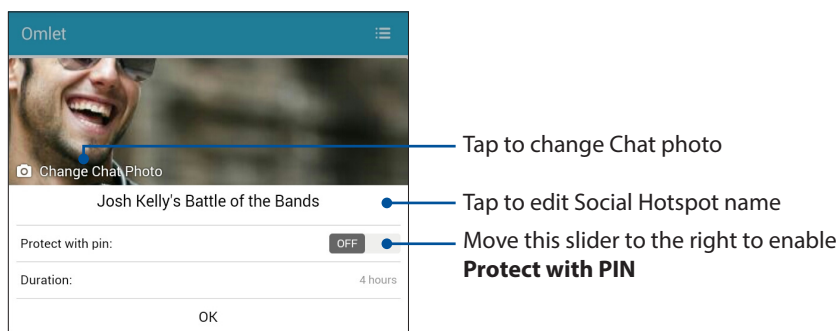 Omlet
Change Chat Photo
Tap to change Chat photo
Josh Kelly's Battle of the Bands
Tap to edit Social Hotspot name
Protect with pin:
OFF
Move this slider to the right to enable
Protect with PIN
Duration:
4 hours
OK